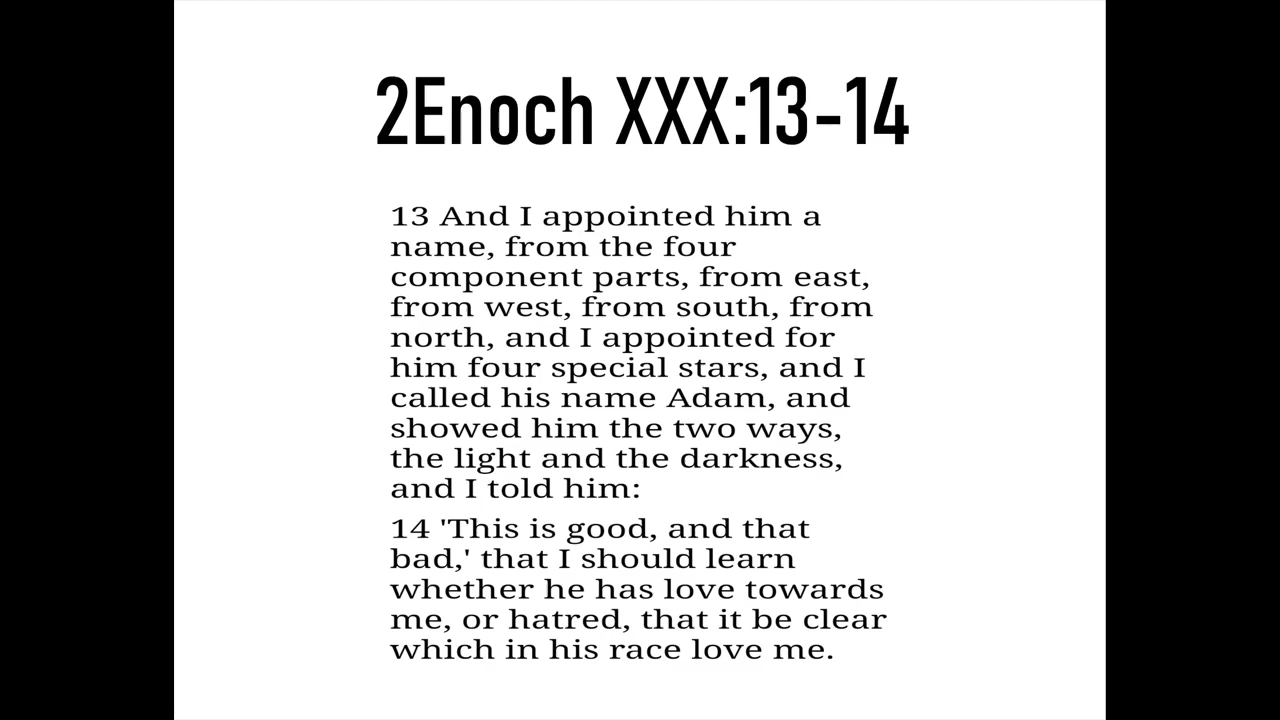 2Enoch XXX:13-14
13 And I appointed him a
name, from the four
component parts, from east,
from west, from south, from
north, and I appointed for
him four special stars, and I
called his name Adam, and
showed him the two ways,
the light and the darkness,
and I told him:
14 'This is good, and that
bad,' that I should learn
whether he has love towards
me, or hatred, that it be clear
which in his race love me.